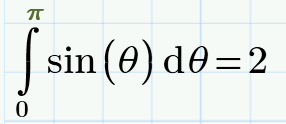 ∫₀^π sin(θ) dθ = 2